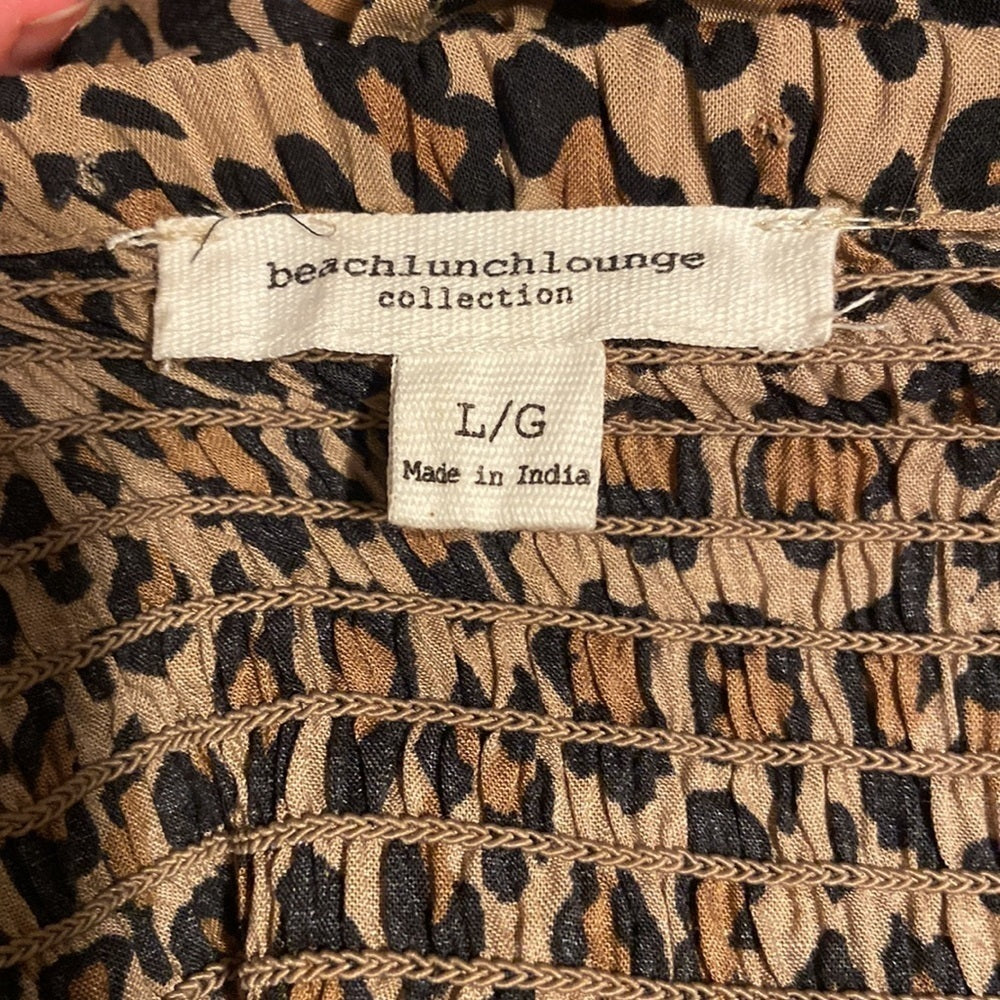 beachlunchlounge
collection
L/G
Made in India